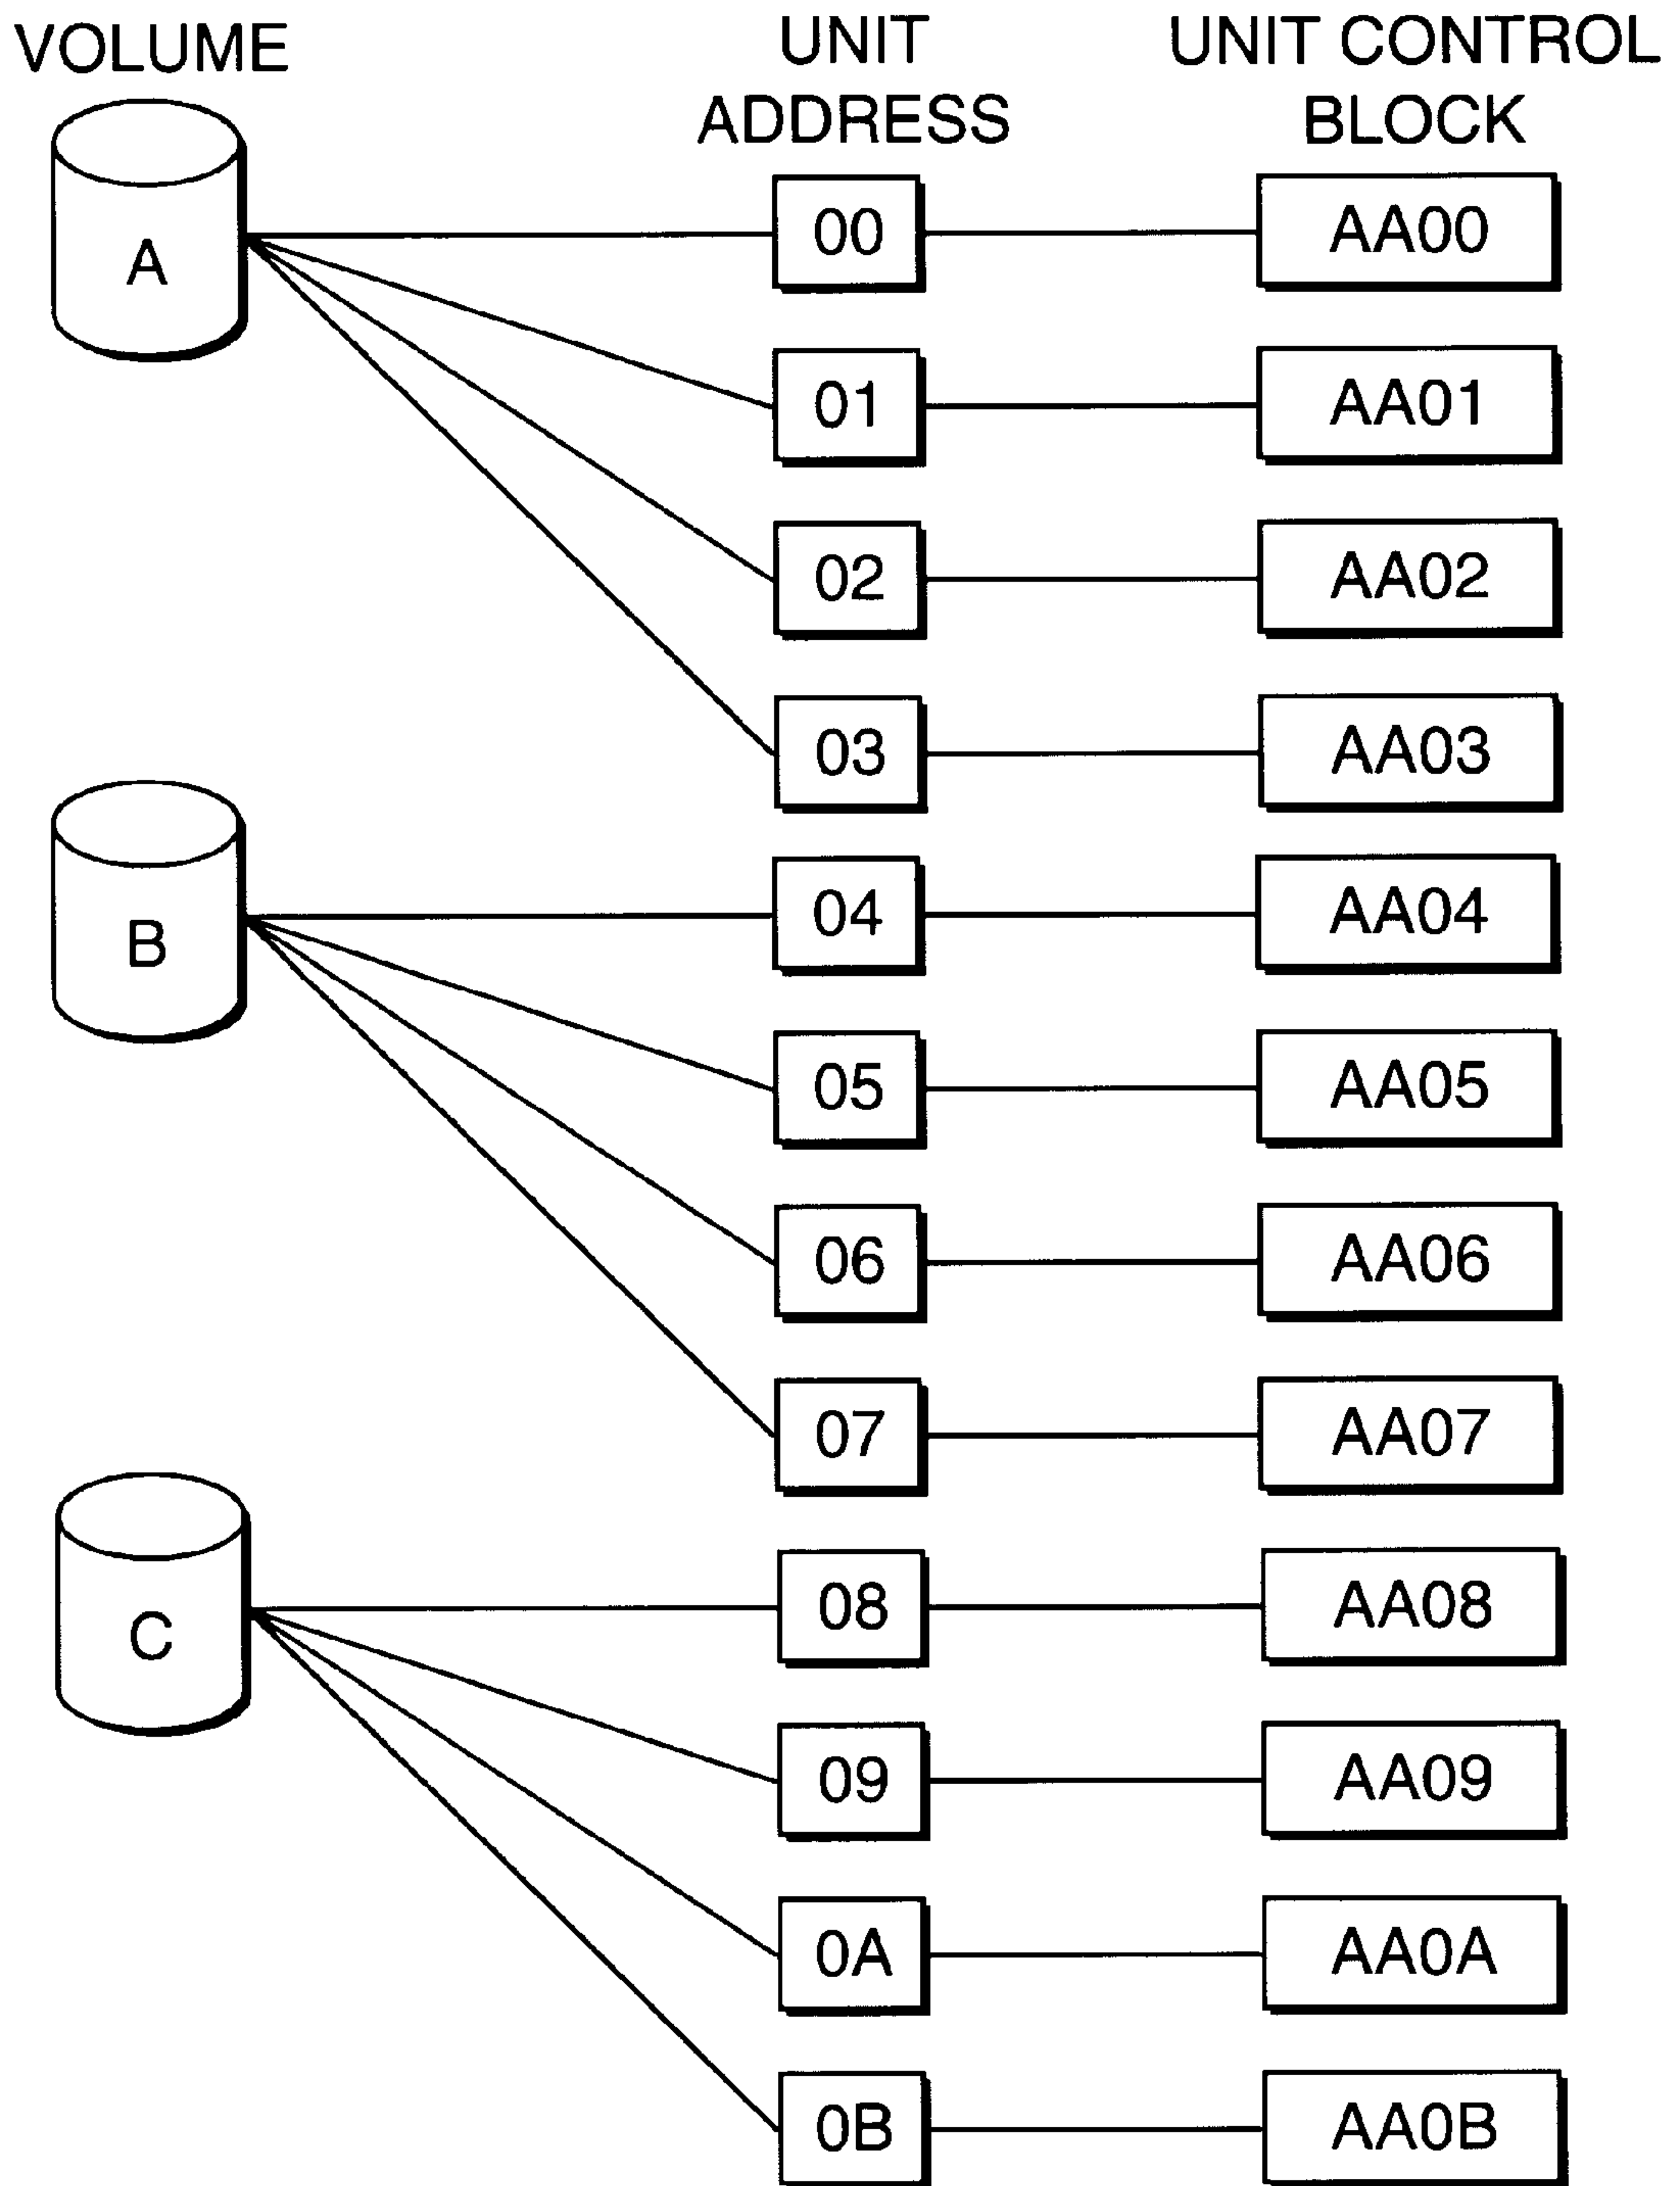 VOLUME
UNIT ADDRESS
UNIT CONTROL BLOCK
A
00
AA00
01
AA01
02
AA02
03
AA03
B
04
AA04
05
AA05
06
AA06
07
AA07
C
08
AA08
09
AA09
0A
AA0A
0B
AA0B